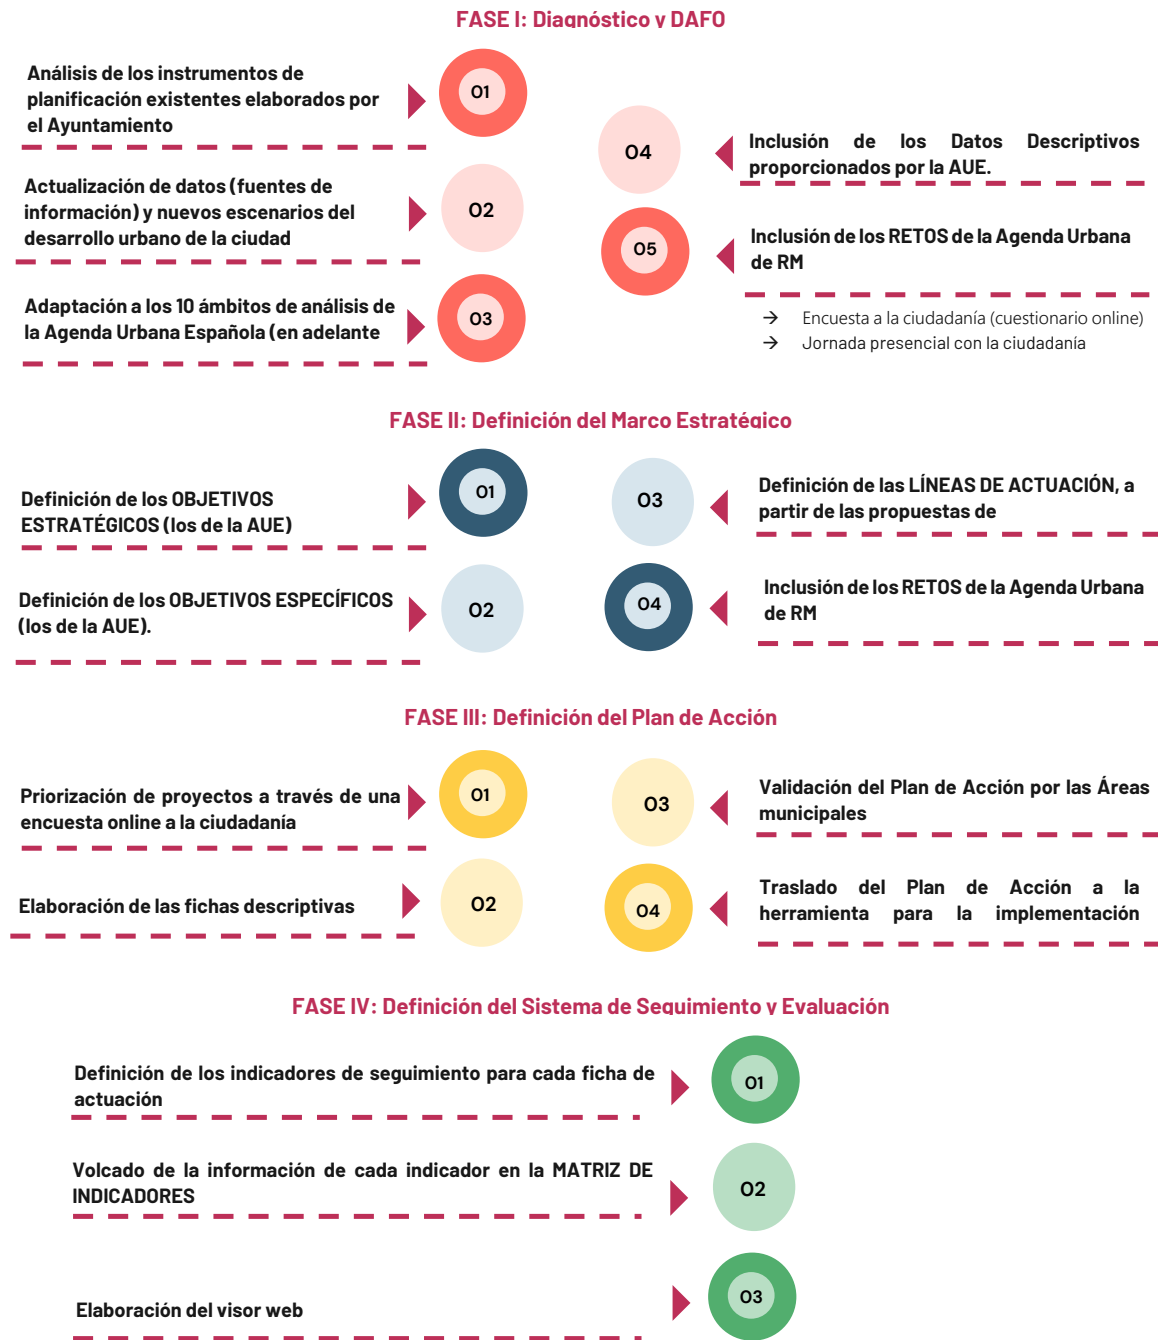 FASE I: Diagnóstico y DAFO
Análisis de los instrumentos de
planificación existentes elaborados por
el Ayuntamiento
01
Actualización de datos (fuentes de
información) y nuevos escenarios del
desarrollo urbano de la ciudad
02
Adaptación a los 10 ámbitos de análisis de
la Agenda Urbana Española (en adelante
03
04
Inclusión de los Datos Descriptivos
proporcionados por la AUE.
05
Inclusión de los RETOS de la Agenda Urbana
de RM
→ Encuesta a la ciudadanía (cuestionario online)
→ Jornada presencial con la ciudadanía
FASE II: Definición del Marco Estratégico
Definición de los OBJETIVOS
ESTRATÉGICOS (los de la AUE)
01
Definición de los OBJETIVOS ESPECÍFICOS
(los de la AUE).
02
03
Definición de las LÍNEAS DE ACTUACIÓN, a
partir de las propuestas de
04
Inclusión de los RETOS de la Agenda Urbana
de RM
FASE III: Definición del Plan de Acción
Priorización de proyectos a través de una
encuesta online a la ciudadanía
01
Elaboración de las fichas descriptivas
02
03
Validación del Plan de Acción por las Áreas
municipales
04
Traslado del Plan de Acción a la
herramienta para la implementación
FASE IV: Definición del Sistema de Seguimiento y Evaluación
Definición de los indicadores de seguimiento para cada ficha de
actuación
01
Volcado de la información de cada indicador en la MATRIZ DE
INDICADORES
02
Elaboración del visor web
03